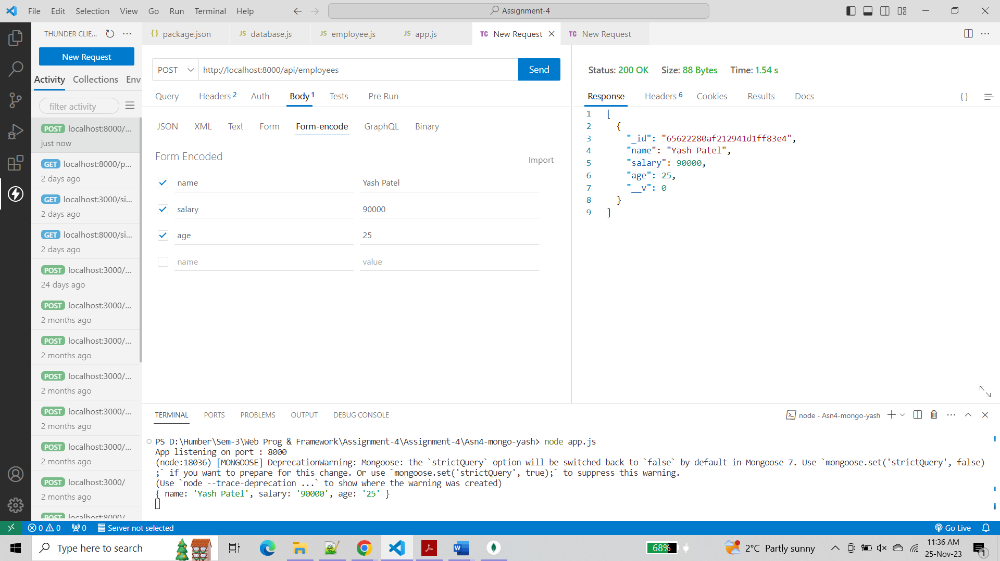 File Edit Selection View Go Run Terminal Help
Assignment-4
THUNDER CLIE...
New Request
Activity Collections Env
filter activity
POST localhost:8000/...
just now
GET localhost:8000/p...
2 days ago
GET localhost:3000/si...
2 days ago
GET localhost:8000/si...
2 days ago
POST localhost:3000/...
24 days ago
POST localhost:3000/...
2 months ago
POST localhost:3000/...
2 months ago
POST localhost:3000/...
2 months ago
POST localhost:3000/...
2 months ago
POST localhost:3000/...
2 months ago
POST localhost:3000/
2 months ago
POST localhost:8000/
{} package.json JS database.js JS employee.js JS app.js TC New Request TC New Request
POST http://localhost:8000/api/employees Send
Query Headers 2 Auth Body 1 Tests Pre Run
JSON XML Text Form Form-encode GraphQL Binary
Form Encoded
Import
name Yash Patel
salary 90000
age 25
name value
Status: 200 OK Size: 88 Bytes Time: 1.54 s
Response Headers 6 Cookies Results Docs {}
1 [
2 {
3 "_id": "65622280af212941d1ff83e4",
4 "name": "Yash Patel",
5 "salary": 90000,
6 "age": 25,
7 "__v": 0
8 }
9 ]
TERMINAL PORTS PROBLEMS OUTPUT DEBUG CONSOLE
node - Asn4-mongo-yash
PS D:\Humber\Sem-3\Web Prog & Framework\Assignment-4\Assignment-4\Asn4-mongo-yash> node app.js
App listening on port : 8000
(node:18036) [MONGOOSE] DeprecationWarning: Mongoose: the `strictQuery` option will be switched back to `false` by default in Mongoose 7. Use `mongoose.set('strictQuery', false)
;` if you want to prepare for this change. Or use `mongoose.set('strictQuery', true);` to suppress this warning.
(Use `node --trace-deprecation ...` to show where the warning was created)
{ name: 'Yash Patel', salary: '90000', age: '25' }
0 0 0 Server not selected Go Live
Type here to search
68%
2°C Partly sunny
11:36 AM
25-Nov-23
1